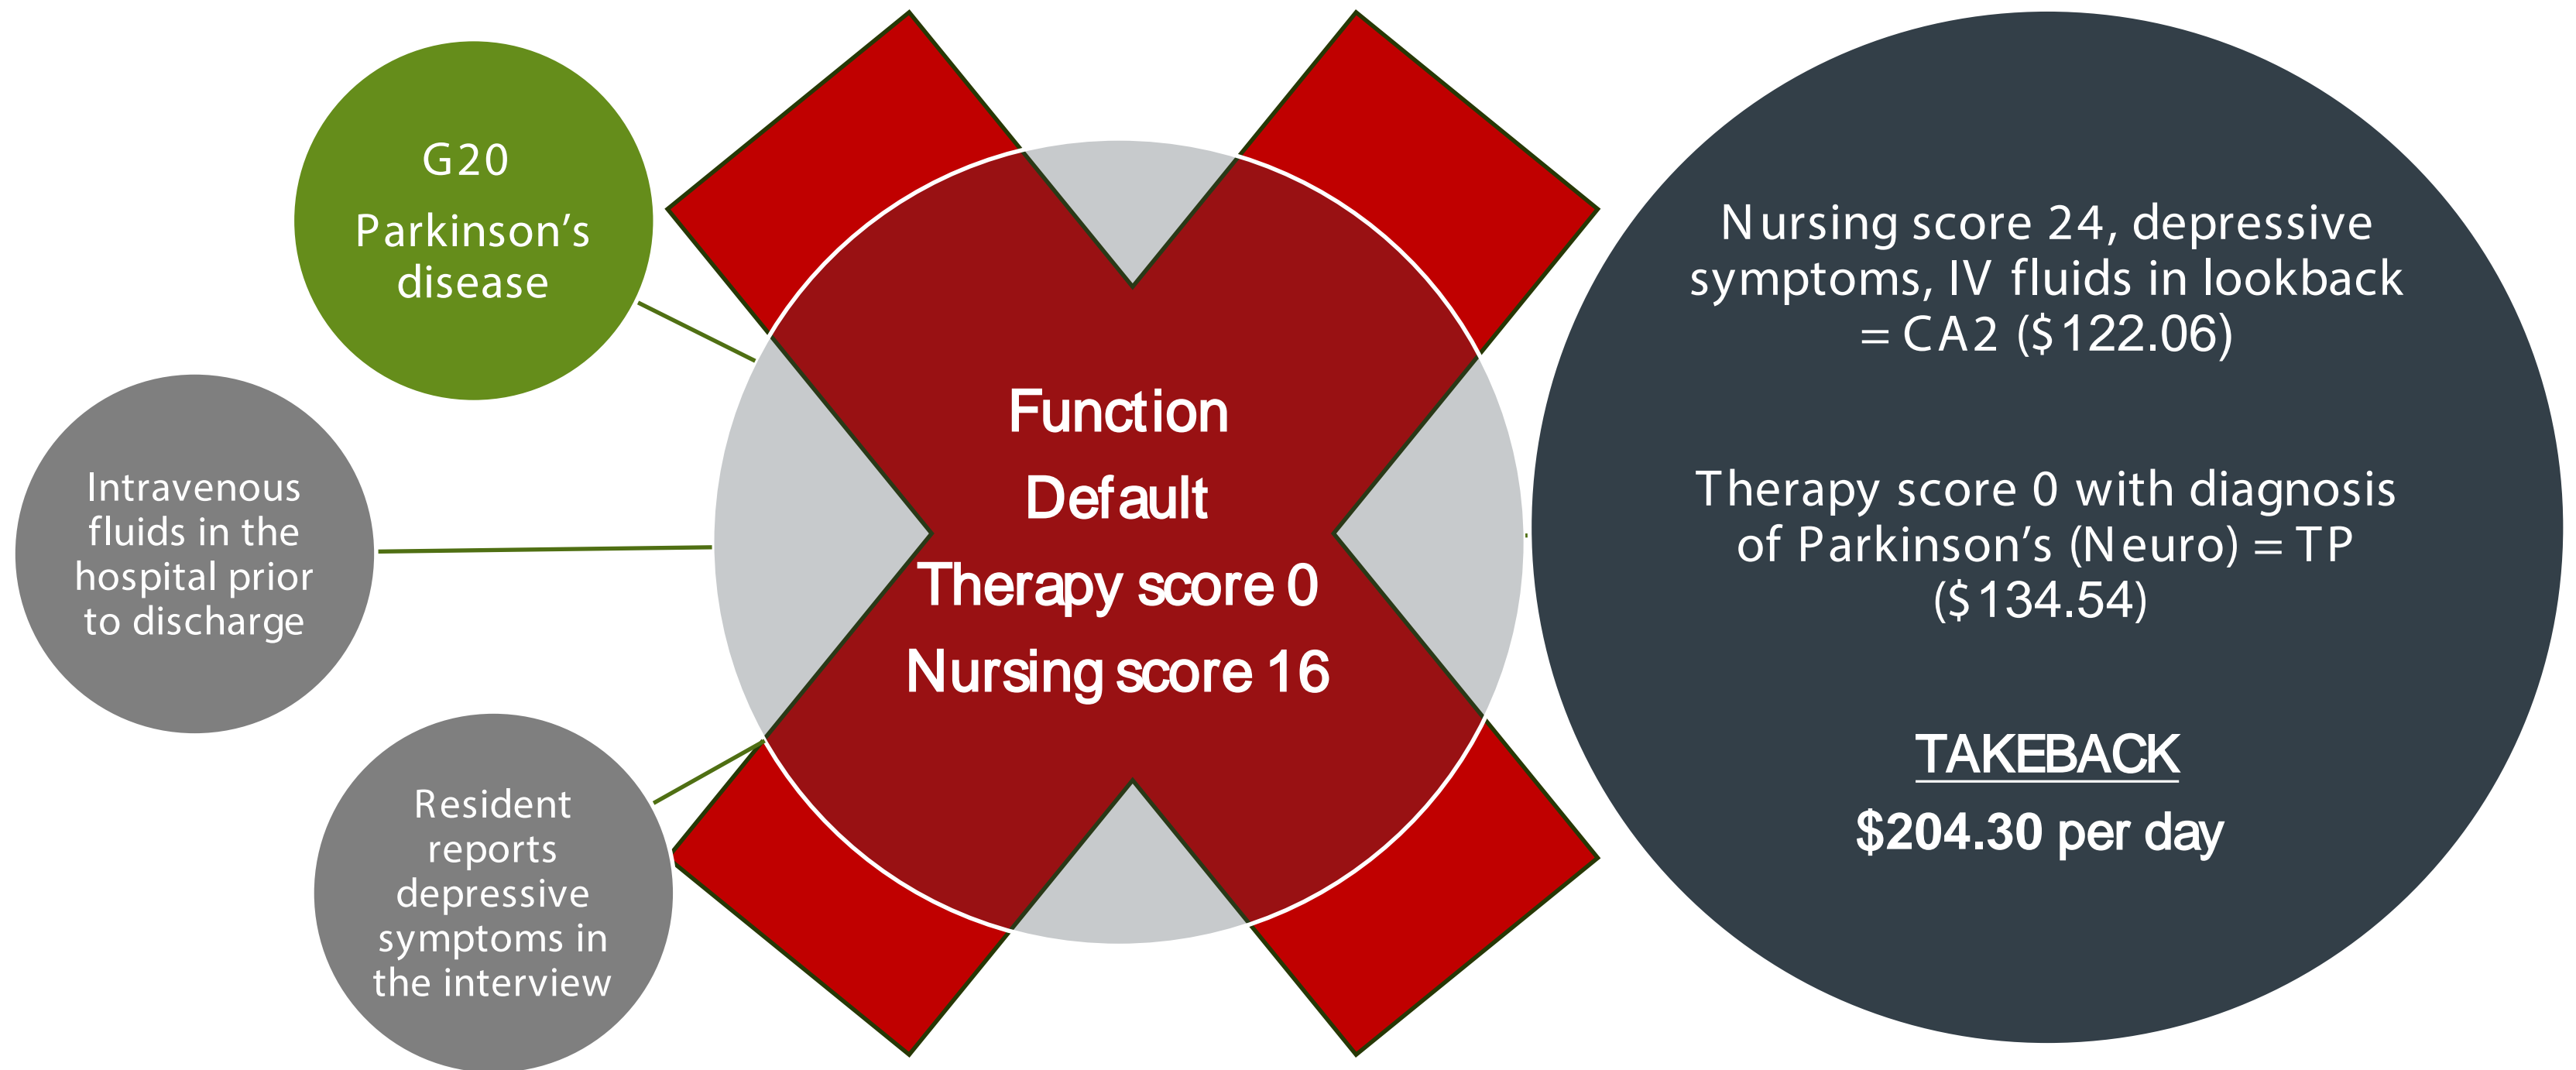 G20
Parkinson’s
disease
Intravenous
fluids in the
hospital prior
to discharge
Resident
reports
depressive
symptoms in
the interview
Function
Default
Therapy score 0
Nursing score 16
Nursing score 24, depressive
symptoms, IV fluids in lookback
= CA2 ($122.06)
Therapy score 0 with diagnosis
of Parkinson’s (Neuro) = TP
($134.54)
TAKEBACK
$204.30 per day